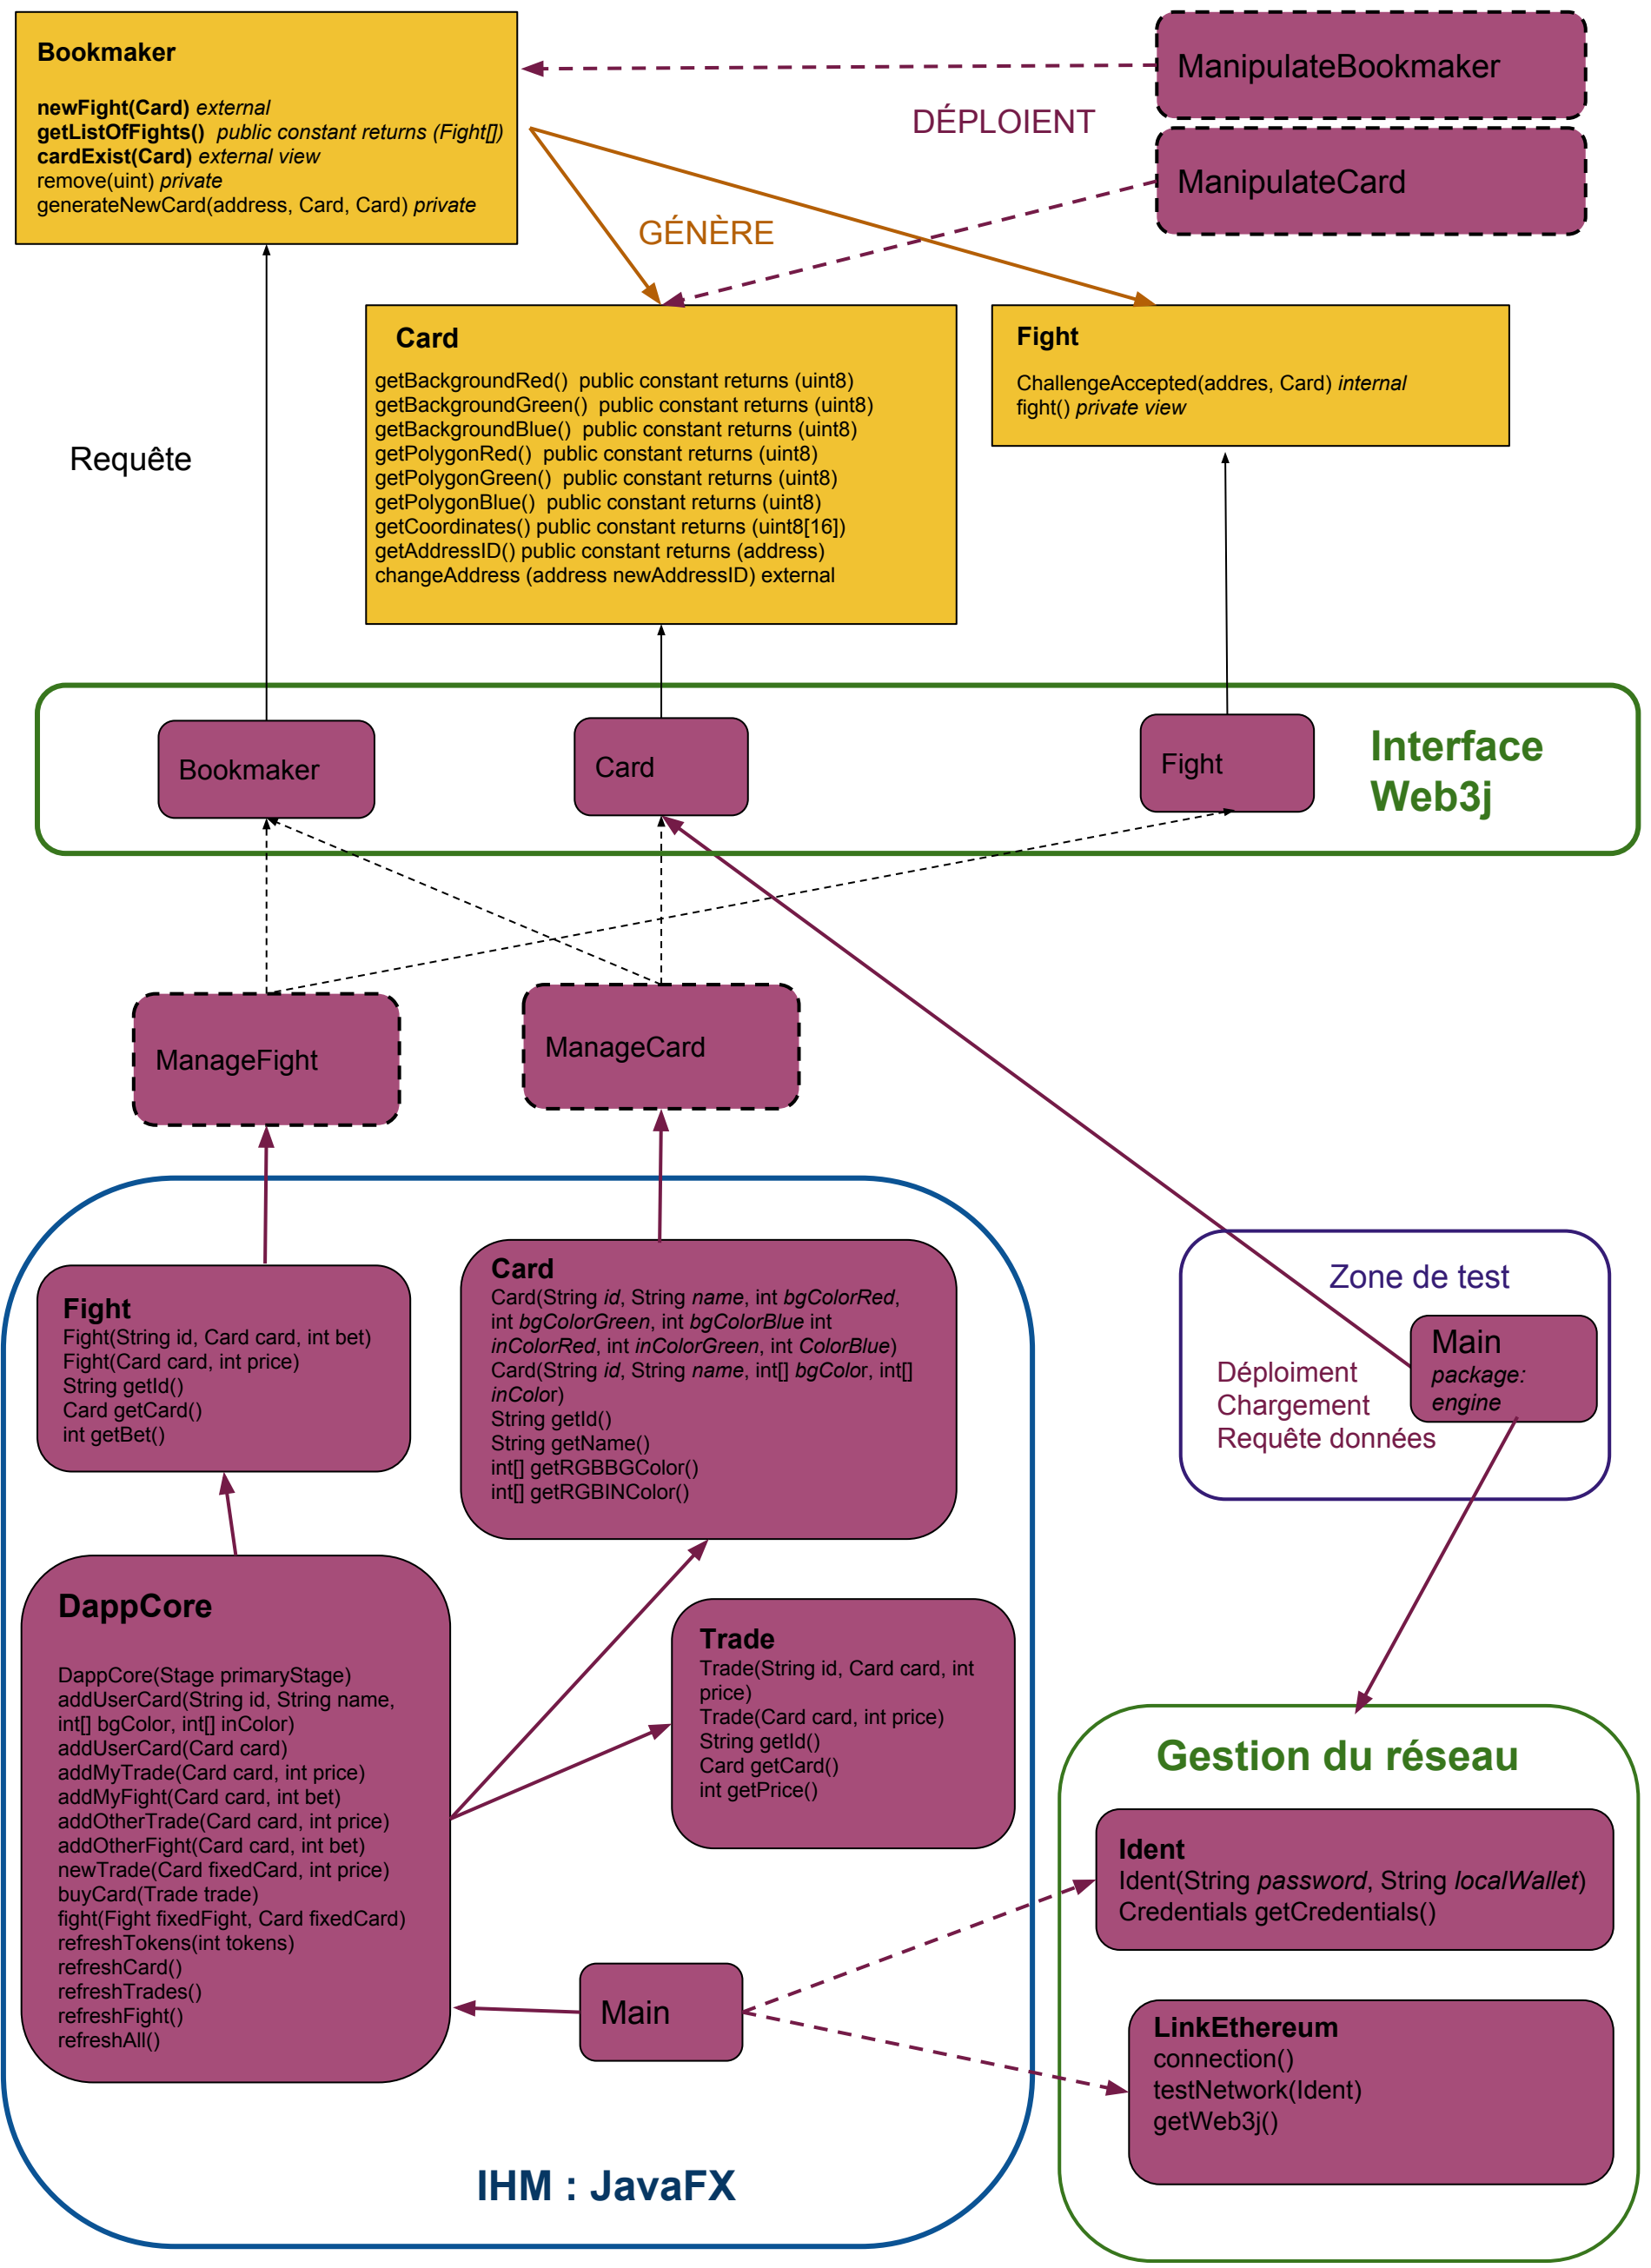 Bookmaker
newFight(Card) external
getListOfFights()  public constant returns (Fight[])
cardExist(Card) external view
remove(uint) private
generateNewCard(address, Card, Card) private
ManipulateBookmaker
DÉPLOIENT
ManipulateCard
GÉNÈRE
Card
getBackgroundRed()  public constant returns (uint8)
getBackgroundGreen()  public constant returns (uint8)
getBackgroundBlue()  public constant returns (uint8)
getPolygonRed()  public constant returns (uint8)
getPolygonGreen()  public constant returns (uint8)
getPolygonBlue()  public constant returns (uint8)
getCoordinates() public constant returns (uint8[16])
getAddressID() public constant returns (address)
changeAddress (address newAddressID) external
Fight
ChallengeAccepted(addres, Card) internal
fight() private view
Requête
Bookmaker
Card
Fight
Interface
Web3j
ManageFight
ManageCard
Fight
Fight(String id, Card card, int bet)
Fight(Card card, int price)
String getId()
Card getCard()
int getBet()
Card
Card(String id, String name, int bgColorRed,
int bgColorGreen, int bgColorBlue int
inColorRed, int inColorGreen, int ColorBlue)
Card(String id, String name, int[] bgColor, int[]
inColor)
String getId()
String getName()
int[] getRGBBGColor()
int[] getRGBINColor()
Zone de test
Main
package:
engine
Déploiment
Chargement
Requête données
DappCore
DappCore(Stage primaryStage)
addUserCard(String id, String name,
int[] bgColor, int[] inColor)
addUserCard(Card card)
addMyTrade(Card card, int price)
addMyFight(Card card, int bet)
addOtherTrade(Card card, int price)
addOtherFight(Card card, int bet)
newTrade(Card fixedCard, int price)
buyCard(Trade trade)
fight(Fight fixedFight, Card fixedCard)
refreshTokens(int tokens)
refreshCard()
refreshTrades()
refreshFight()
refreshAll()
Trade
Trade(String id, Card card, int
price)
Trade(Card card, int price)
String getId()
Card getCard()
int getPrice()
Main
IHM : JavaFX
Gestion du réseau
Ident
Ident(String password, String localWallet)
Credentials getCredentials()
LinkEthereum
connection()
testNetwork(Ident)
getWeb3j()